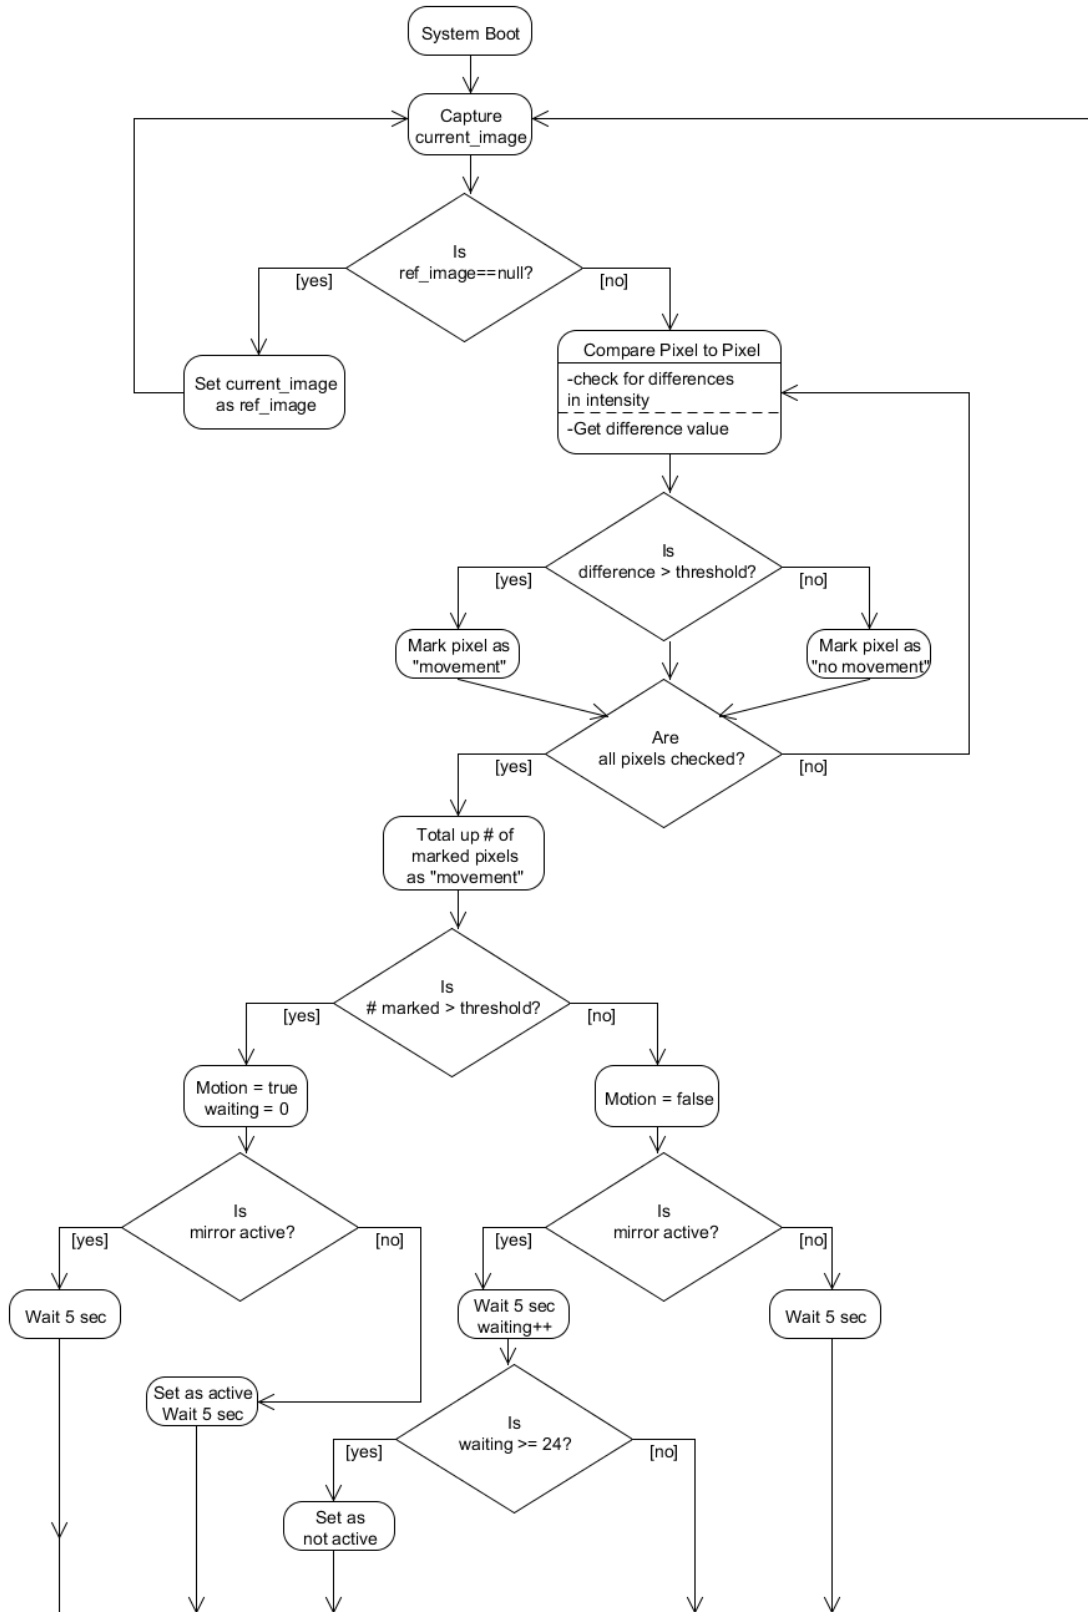 System Boot
Capture
current_image
Is
ref_image==null?
[yes]
[no]
Set current_image
as ref_image
Compare Pixel to Pixel
-check for differences
in intensity
-Get difference value
Is
difference > threshold?
[yes]
[no]
Mark pixel as
"movement"
Mark pixel as
"no movement"
Are
all pixels checked?
[yes]
[no]
Total up # of
marked pixels
as "movement"
Is
# marked > threshold?
[yes]
[no]
Motion = true
waiting = 0
Motion = false
Is
mirror active?
[yes]
[no]
Is
mirror active?
[yes]
[no]
Wait 5 sec
Wait 5 sec
waiting++
Wait 5 sec
Set as active
Wait 5 sec
Is
waiting >= 24?
[yes]
[no]
Set as
not active